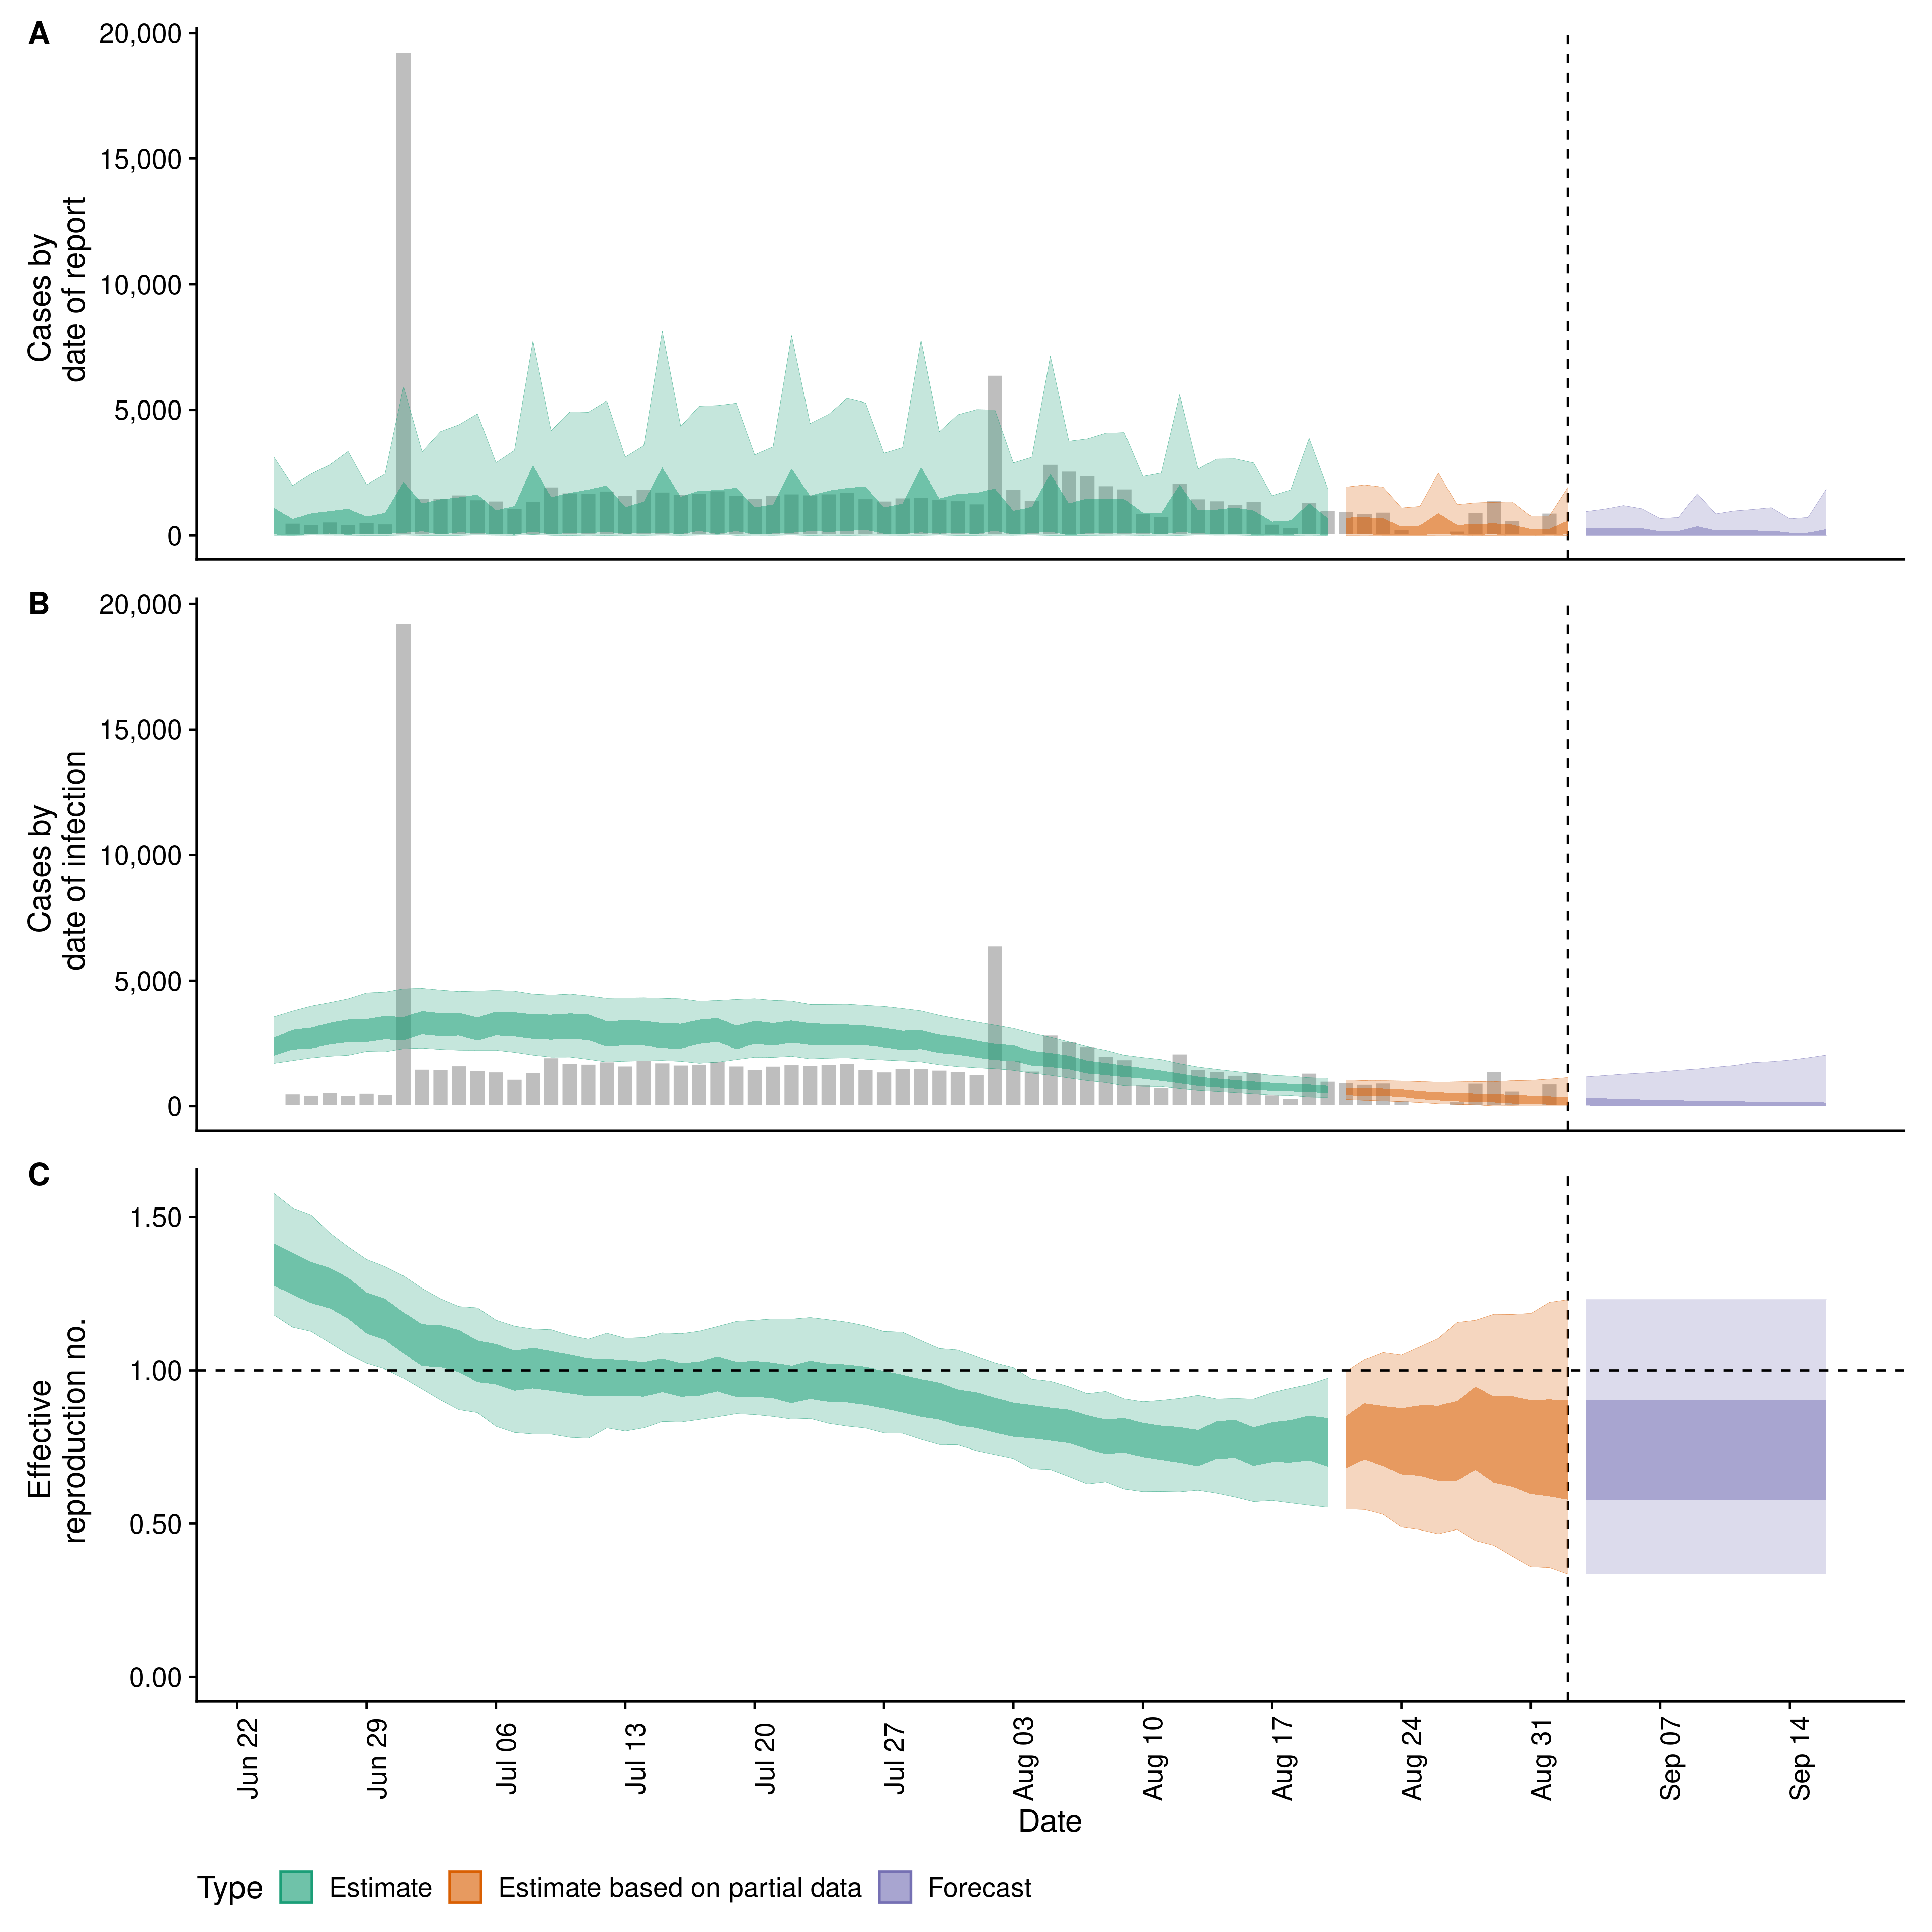 A
20,000
15,000
10,000
5,000
0
Cases by
date of report
B
20,000
15,000
10,000
5,000
0
Cases by
date of infection
C
1.50
1.00
0.50
0.00
Effective
reproduction no.
Jun 22
Jun 29
Jul 06
Jul 13
Jul 20
Jul 27
Aug 03
Aug 10
Aug 17
Aug 24
Aug 31
Sep 07
Sep 14
Date
Type Estimate Estimate based on partial data Forecast